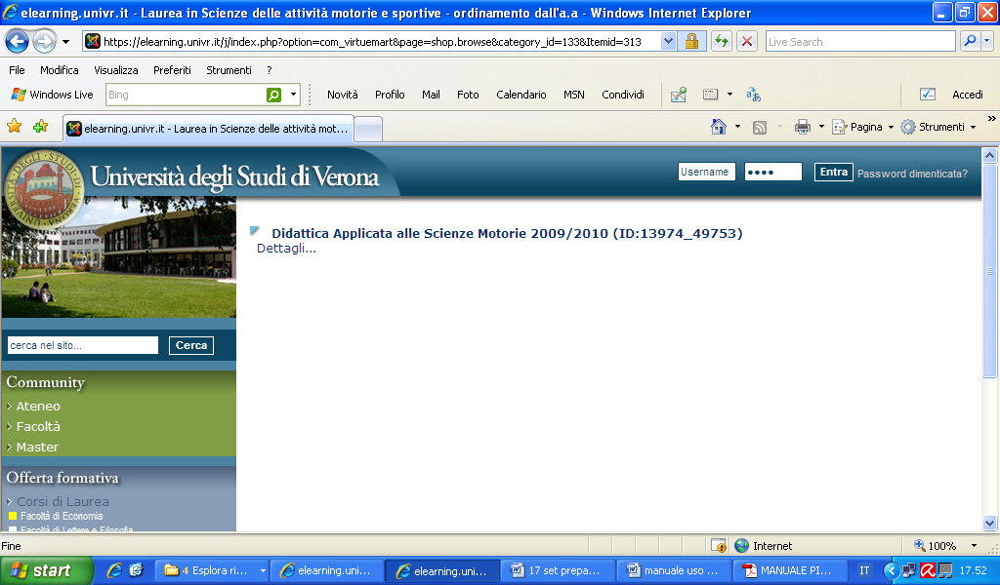 elearning.univr.it - Laurea in Scienze delle attività motorie e sportive - ordinamento dall'a.a - Windows Internet Explorer
https://elearning.univr.it/j/index.php?option=com_virtuemart&page=shop.browse&category_id=133&Itemid=313
Live Search
File Modifica Visualizza Preferiti Strumenti ?
Windows Live Bing Novità Profilo Mail Foto Calendario MSN Condividi Accedi
elearning.univr.it - Laurea in Scienze delle attività mot... Pagina Strumenti »
Università degli Studi di Verona
Username •••• Entra Password dimenticata?
Didattica Applicata alle Scienze Motorie 2009/2010 (ID:13974_49753)
Dettagli...
cerca nel sito... Cerca
Community
Ateneo
Facoltà
Master
Offerta formativa
Corsi di Laurea
Facoltà di Economia
Facoltà di Lettere e Filosofia
Fine Internet 100%
start 4 Esplora ri... elearning.uni... elearning.uni... 17 set prepa... manuale uso ... MANUALE PI... IT 17.52